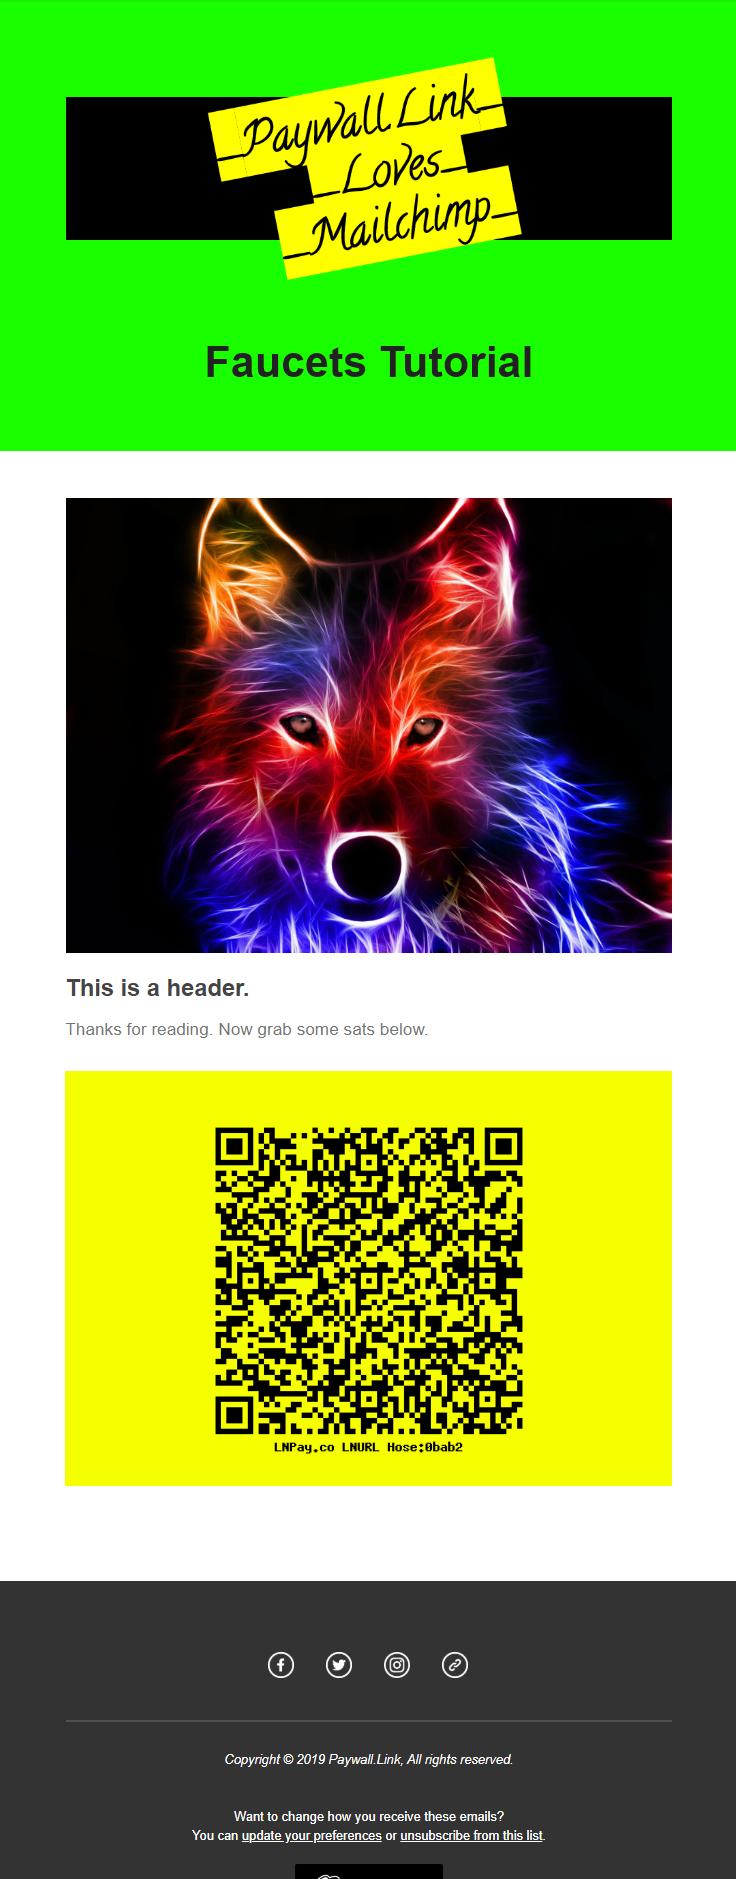 Paywall Link
Loves
Mailchimp
Faucets Tutorial
This is a header.
Thanks for reading. Now grab some sats below.
LNPay.co LNURL Hose:0bab2
Copyright © 2019 Paywall.Link, All rights reserved.
Want to change how you receive these emails?
You can update your preferences or unsubscribe from this list.